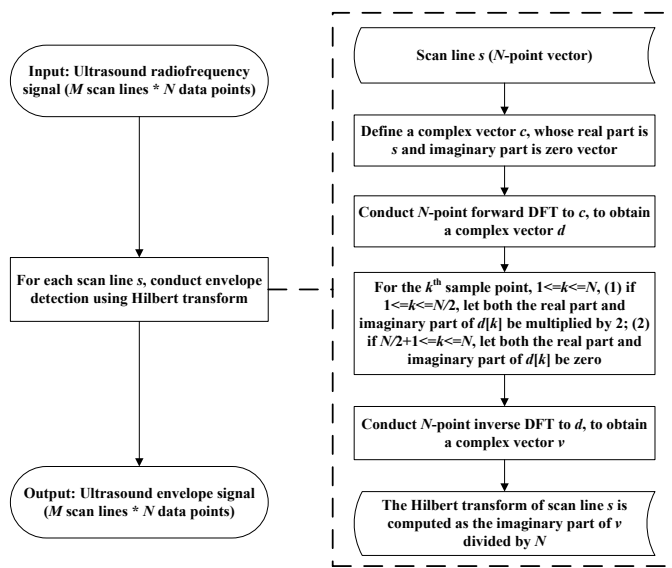 Input: Ultrasound radiofrequency
signal (M scan lines * N data points)
For each scan line s, conduct envelope
detection using Hilbert transform
Output: Ultrasound envelope signal
(M scan lines * N data points)
Scan line s (N-point vector)
Define a complex vector c, whose real part is
s and imaginary part is zero vector
Conduct N-point forward DFT to c, to obtain
a complex vector d
For the kth sample point, 1<=k<=N, (1) if
1<=k<=N/2, let both the real part and
imaginary part of d[k] be multiplied by 2; (2)
if N/2+1<=k<=N, let both the real part and
imaginary part of d[k] be zero
Conduct N-point inverse DFT to d, to obtain
a complex vector v
The Hilbert transform of scan line s is
computed as the imaginary part of v
divided by N